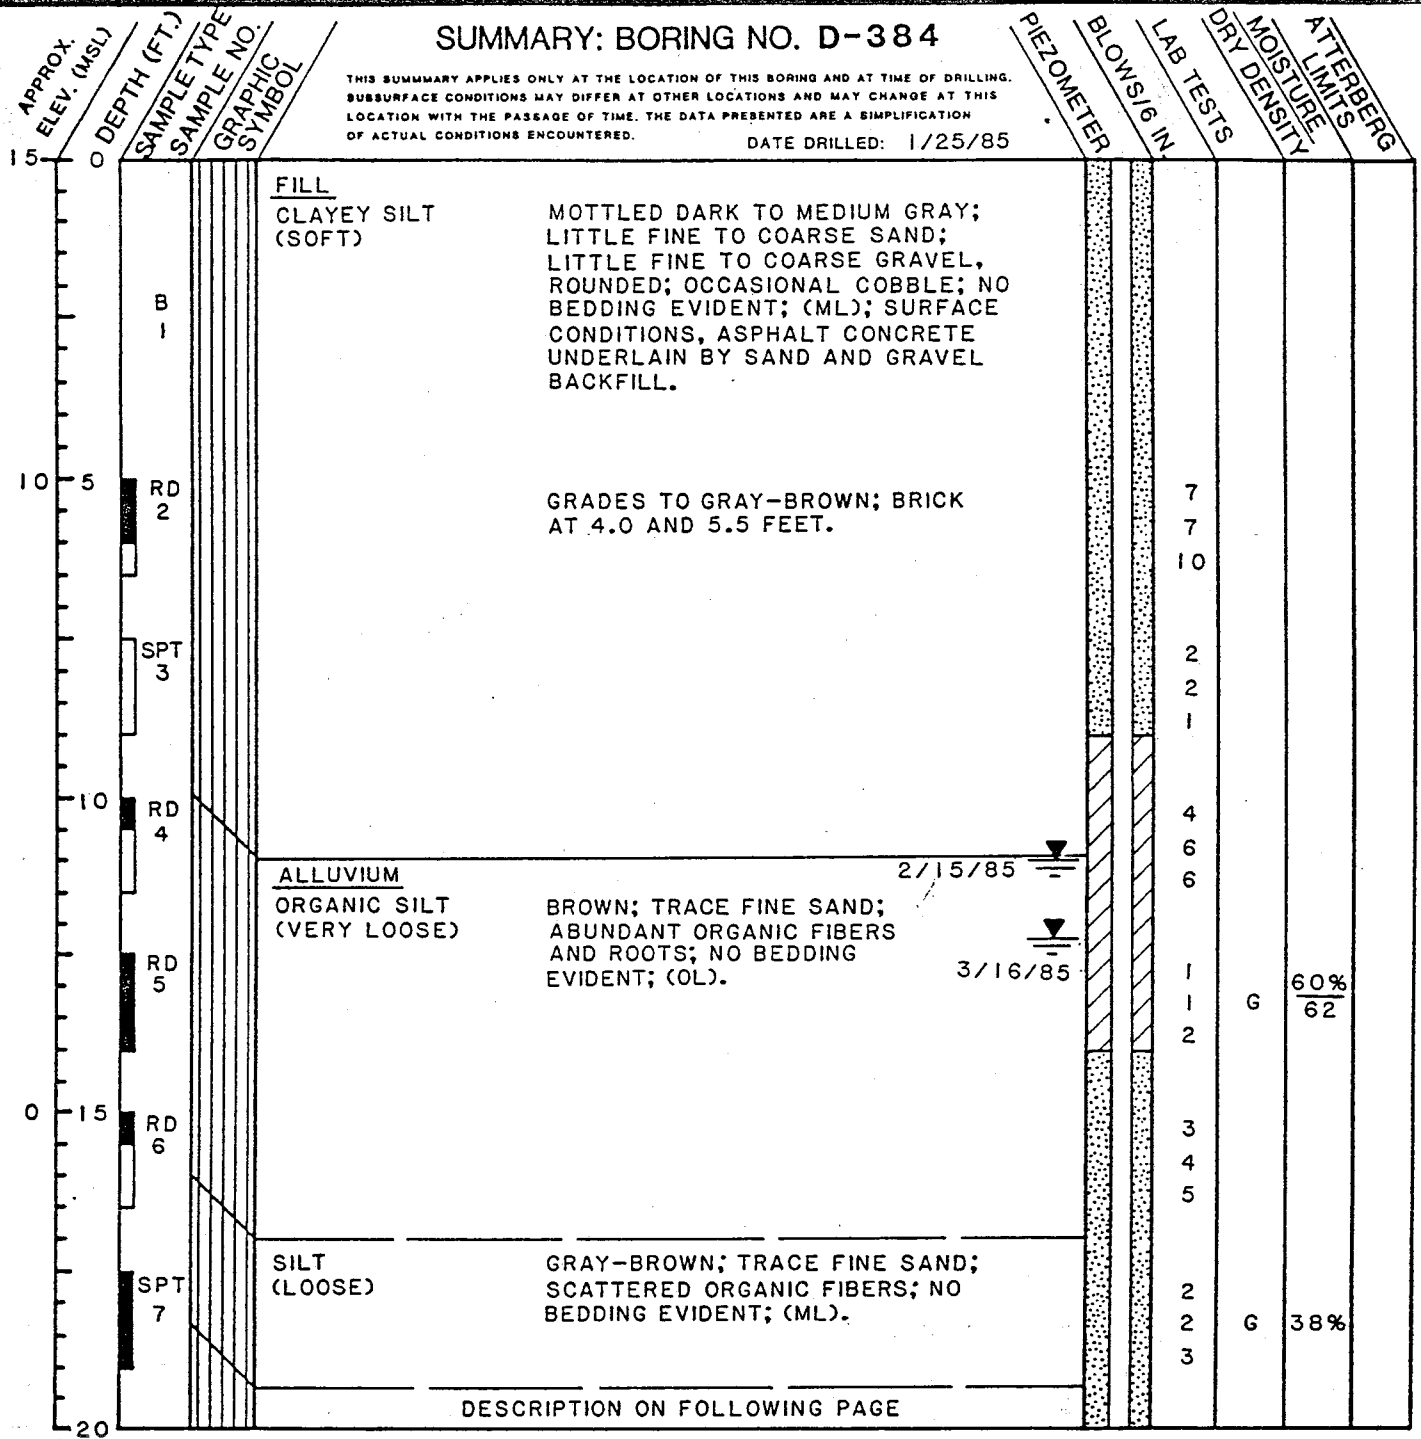 SUMMARY: BORING NO. D-384
THIS SUMMMARY APPLIES ONLY AT THE LOCATION OF THIS BORING AND AT TIME OF DRILLING.
SUBSURFACE CONDITIONS MAY DIFFER AT OTHER LOCATIONS AND MAY CHANGE AT THIS
LOCATION WITH THE PASSAGE OF TIME. THE DATA PRESENTED ARE A SIMPLIFICATION
OF ACTUAL CONDITIONS ENCOUNTERED.
DATE DRILLED: 1/25/85
APPROX.
ELEV. (MSL)
DEPTH (FT.)
SAMPLE TYPE
SAMPLE NO.
GRAPHIC
SYMBOL
PIEZOMETER
BLOWS/6 IN.
LAB TESTS
DRY DENSITY
MOISTURE
ATTERBERG
LIMITS
15 0
FILL
CLAYEY SILT
(SOFT)
MOTTLED DARK TO MEDIUM GRAY;
LITTLE FINE TO COARSE SAND;
LITTLE FINE TO COARSE GRAVEL,
ROUNDED; OCCASIONAL COBBLE; NO
BEDDING EVIDENT; (ML); SURFACE
CONDITIONS, ASPHALT CONCRETE
UNDERLAIN BY SAND AND GRAVEL
BACKFILL.
B
1
10 5
RD
2
GRADES TO GRAY-BROWN; BRICK
AT 4.0 AND 5.5 FEET.
7
7
10
SPT
3
2
2
1
10
RD
4
4
6
6
2/15/85
ALLUVIUM
ORGANIC SILT
(VERY LOOSE)
BROWN; TRACE FINE SAND;
ABUNDANT ORGANIC FIBERS
AND ROOTS; NO BEDDING
EVIDENT; (OL).
3/16/85
RD
5
1
1
2
G
60%
62
0 15
RD
6
3
4
5
SILT
(LOOSE)
GRAY-BROWN; TRACE FINE SAND;
SCATTERED ORGANIC FIBERS; NO
BEDDING EVIDENT; (ML).
SPT
7
2
2
3
G
38%
DESCRIPTION ON FOLLOWING PAGE
20